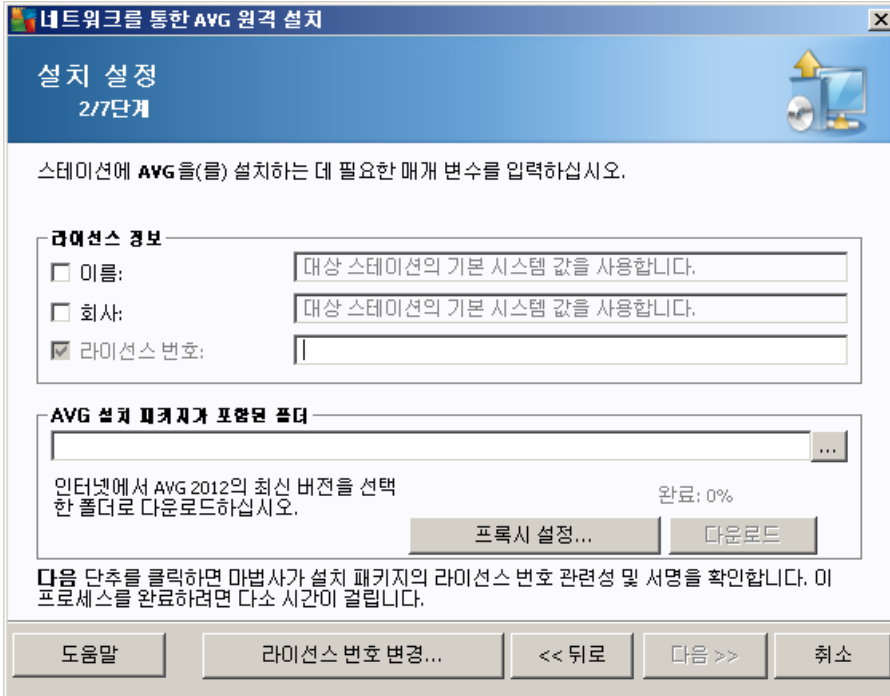 네트워크를 통한 AVG 원격 설치
설치 설정
2/7단계
스테이션에 AVG을(를) 설치하는 데 필요한 매개 변수를 입력하십시오.
라이선스 정보
이름:
대상 스테이션의 기본 시스템 값을 사용합니다.
회사:
대상 스테이션의 기본 시스템 값을 사용합니다.
라이선스 번호:
AVG 설치 패키지가 포함된 폴더
...
인터넷에서 AVG 2012의 최신 버전을 선택
한 폴더로 다운로드하십시오.
완료: 0%
프록시 설정...
다운로드
다음 단추를 클릭하면 마법사가 설치 패키지의 라이선스 번호 관련성 및 서명을 확인합니다. 이
프로세스를 완료하려면 다소 시간이 걸립니다.
도움말
라이선스 번호 변경...
<< 뒤로
다음 >>
취소